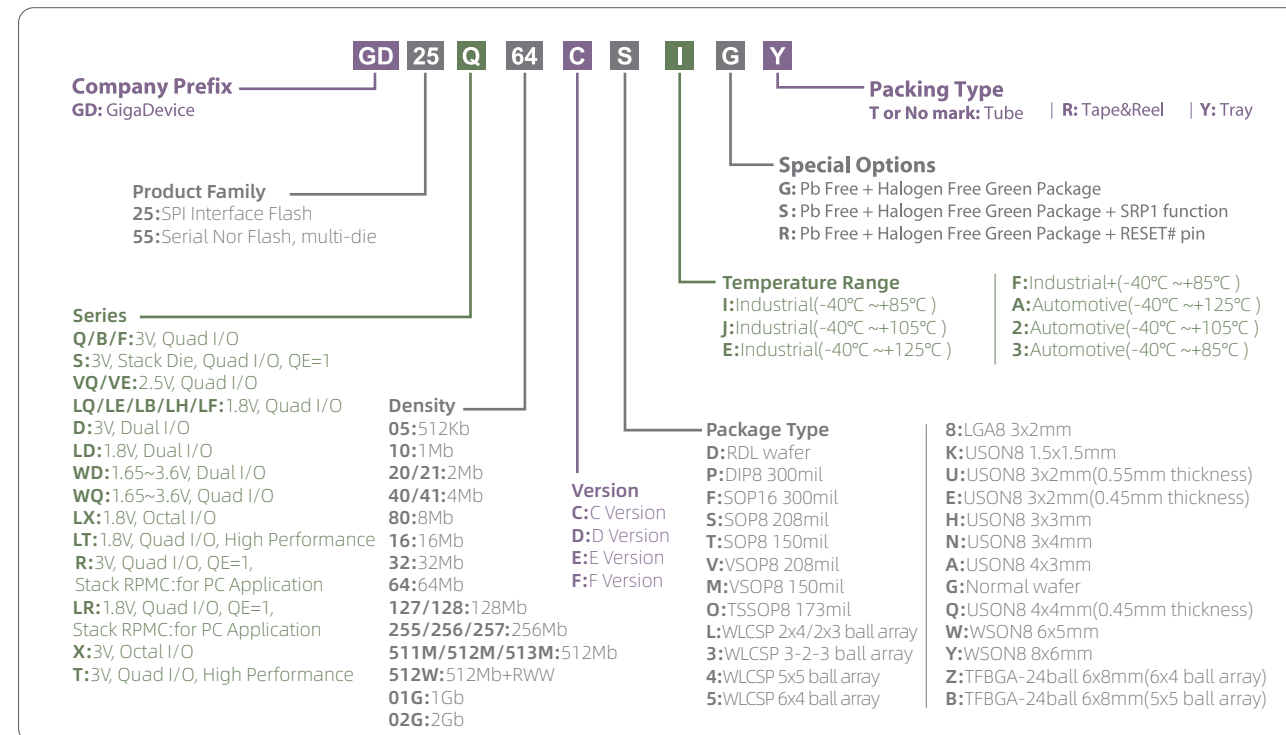 GD 25 Q 64 C S I G Y
Company Prefix
GD: GigaDevice
Packing Type
T or No mark: Tube | R: Tape&Reel | Y: Tray
Special Options
G: Pb Free + Halogen Free Green Package
S: Pb Free + Halogen Free Green Package + SRP1 function
R: Pb Free + Halogen Free Green Package + RESET# pin
Product Family
25:SPI Interface Flash
55:Serial Nor Flash, multi-die
Temperature Range
I:Industrial(-40℃ ~+85℃ )
J:Industrial(-40℃ ~+105℃ )
E:Industrial(-40℃ ~+125℃ )
F:Industrial+(-40℃ ~+85℃ )
A:Automotive(-40℃ ~+125℃ )
2:Automotive(-40℃ ~+105℃ )
3:Automotive(-40℃ ~+85℃ )
Series
Q/B/F:3V, Quad I/O
S:3V, Stack Die, Quad I/O, QE=1
VQ/VE:2.5V, Quad I/O
LQ/LE/LB/LH/LF:1.8V, Quad I/O
D:3V, Dual I/O
LD:1.8V, Dual I/O
WD:1.65~3.6V, Dual I/O
WQ:1.65~3.6V, Quad I/O
LX:1.8V, Octal I/O
LT:1.8V, Quad I/O, High Performance
R:3V, Quad I/O, QE=1,
Stack RPMC:for PC Application
LR:1.8V, Quad I/O, QE=1,
Stack RPMC:for PC Application
X:3V, Octal I/O
T:3V, Quad I/O, High Performance
Density
05:512Kb
10:1Mb
20/21:2Mb
40/41:4Mb
80:8Mb
16:16Mb
32:32Mb
64:64Mb
127/128:128Mb,
255/256/257:256Mb
511M/512M/513M:512Mb
512W:512Mb+RWW
01G:1Gb
02G:2Gb
Version
C:C Version
D:D Version
E:E Version
F:F Version
Package Type
D:RDL wafer
P:DIP8 300mil
F:SOP16 300mil
S:SOP8 208mil
T:SOP8 150mil
V:VSOP8 208mil
M:VSOP8 150mil
O:TSSOP8 173mil
L:WLCSP 2x4/2x3 ball array
3:WLCSP 3-2-3 ball array
4:WLCSP 5x5 ball array
5:WLCSP 6x4 ball array
8:LGA8 3x2mm
K:USON8 1.5x1.5mm
U:USON8 3x2mm(0.55mm thickness)
E:USON8 3x2mm(0.45mm thickness)
H:USON8 3x3mm
N:USON8 3x4mm
A:USON8 4x3mm
G:Normal wafer
Q:USON8 4x4mm(0.45mm thickness)
W:WSON8 6x5mm
Y:WSON8 8x6mm
Z:TFBGA-24ball 6x8mm(6x4 ball array)
B:TFBGA-24ball 6x8mm(5x5 ball array)